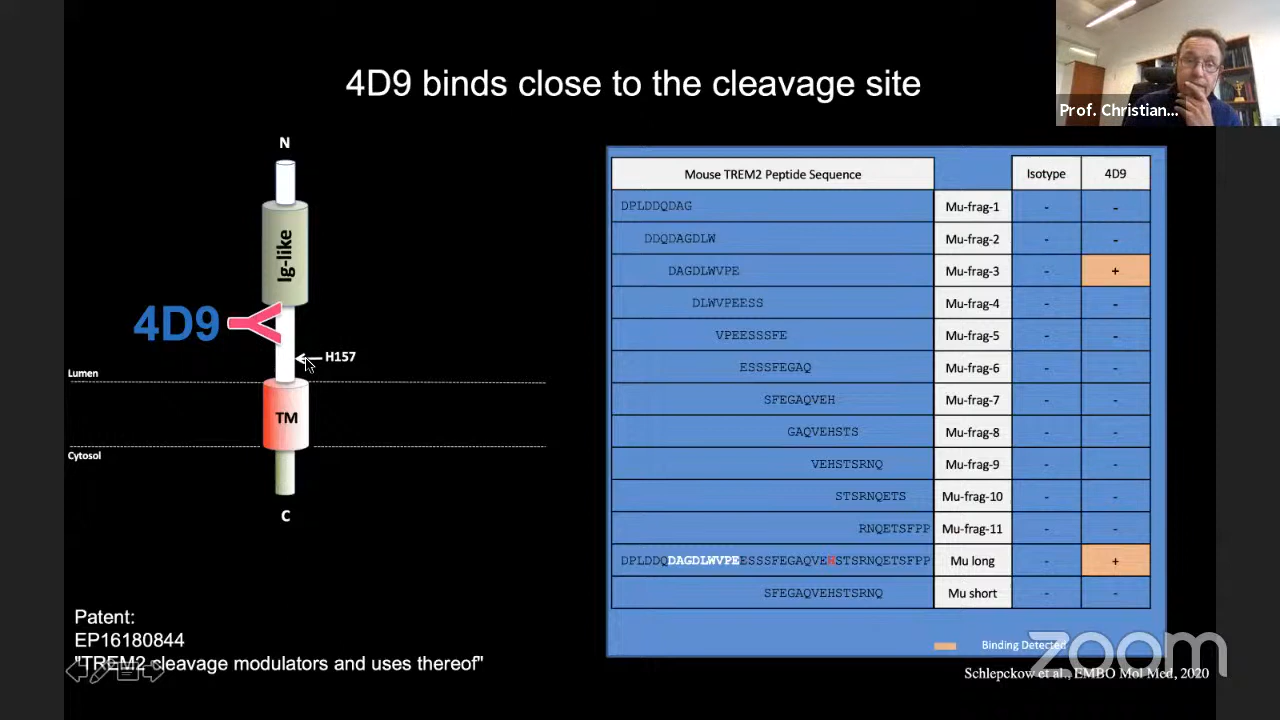 4D9 binds close to the cleavage site
Prof. Christian...
N
Ig-like
4D9
H157
Lumen
TM
Cytosol
C
Mouse TREM2 Peptide Sequence Isotype 4D9
DPLDDQDAG Mu-frag-1 - -
DDQDAGDLW Mu-frag-2 - -
DAGDLWVPE Mu-frag-3 - +
DLWVPEESS Mu-frag-4 - -
VPEESSSFE Mu-frag-5 - -
ESSSFEGAQ Mu-frag-6 - -
SFEGAQVEH Mu-frag-7 - -
GAQVEHSTS Mu-frag-8 - -
VEHSTSRNQ Mu-frag-9 - -
STSRNQETS Mu-frag-10 - -
RNQETSFPP Mu-frag-11 - -
DPLDDQDAGDLWVPEESSSFEGAQVEHSTSRNQETSFPP Mu long - +
SFEGAQVEHSTSRNQ Mu short - -
Binding Detected
Patent:
EP16180844
"TREM2 cleavage modulators and uses thereof"
Schlepckow et al., EMBO Mol Med, 2020
zoom